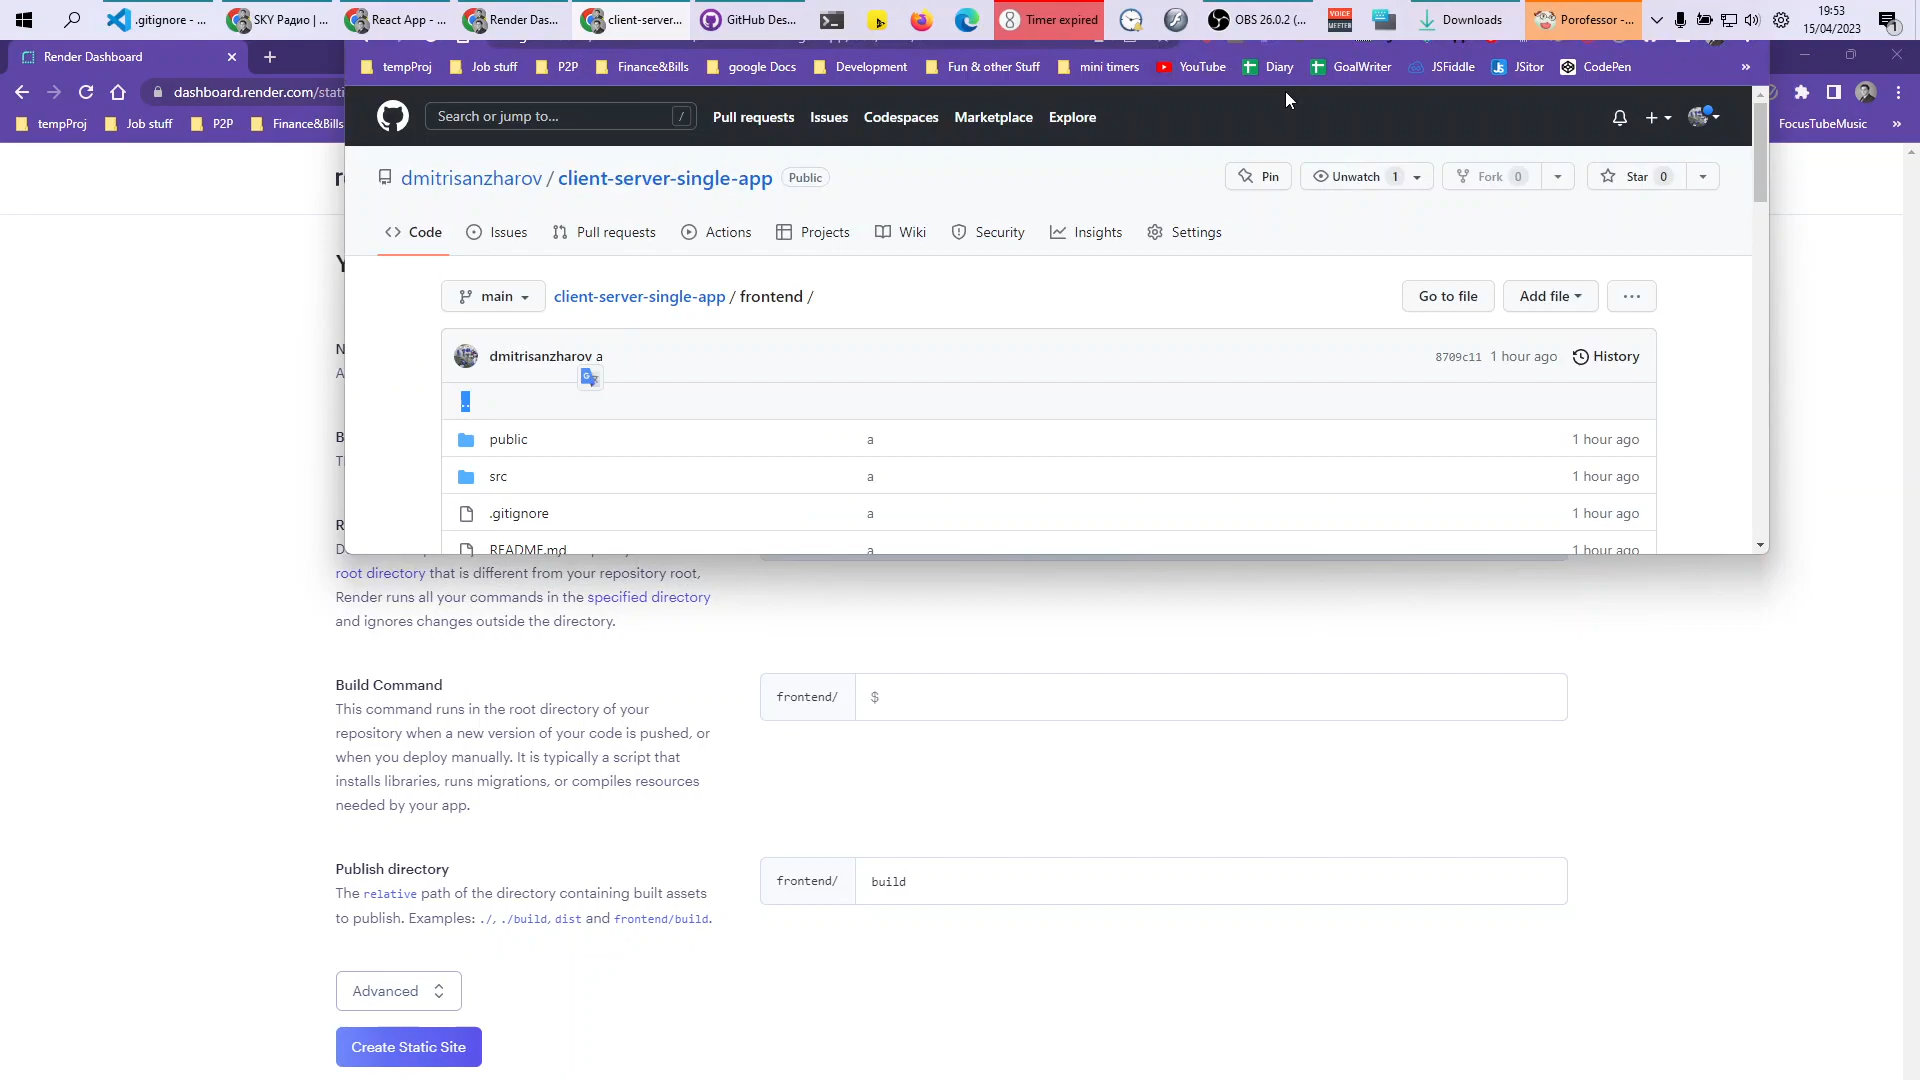 .gitignore - ...
SKY Радио | ...
React App - ...
Render Das...
client-server...
GitHub Des...
Timer expired
OBS 26.0.2 (...
VOICE MEETER
Downloads
Porofessor -...
19:53
15/04/2023
1
Render Dashboard
dashboard.render.com/stati
tempProj
Job stuff
P2P
Finance&Bills
FocusTubeMusic
»
tempProj
Job stuff
P2P
Finance&Bills
google Docs
Development
Fun & other Stuff
mini timers
YouTube
Diary
GoalWriter
JSFiddle
JSitor
CodePen
»
Search or jump to...
/
Pull requests
Issues
Codespaces
Marketplace
Explore
dmitrisanzharov / client-server-single-app
Public
Pin
Unwatch 1
Fork 0
Star 0
Code
Issues
Pull requests
Actions
Projects
Wiki
Security
Insights
Settings
main
client-server-single-app / frontend /
Go to file
Add file
...
dmitrisanzharov a
8709c11 1 hour ago
History
..
public
a
1 hour ago
src
a
1 hour ago
.gitignore
a
1 hour ago
README.md
a
1 hour ago
root directory that is different from your repository root,
Render runs all your commands in the specified directory
and ignores changes outside the directory.
Build Command
This command runs in the root directory of your
repository when a new version of your code is pushed, or
when you deploy manually. It is typically a script that
installs libraries, runs migrations, or compiles resources
needed by your app.
frontend/
$
Publish directory
The relative path of the directory containing built assets
to publish. Examples: ./, ./build, dist and frontend/build.
frontend/
build
Advanced
Create Static Site